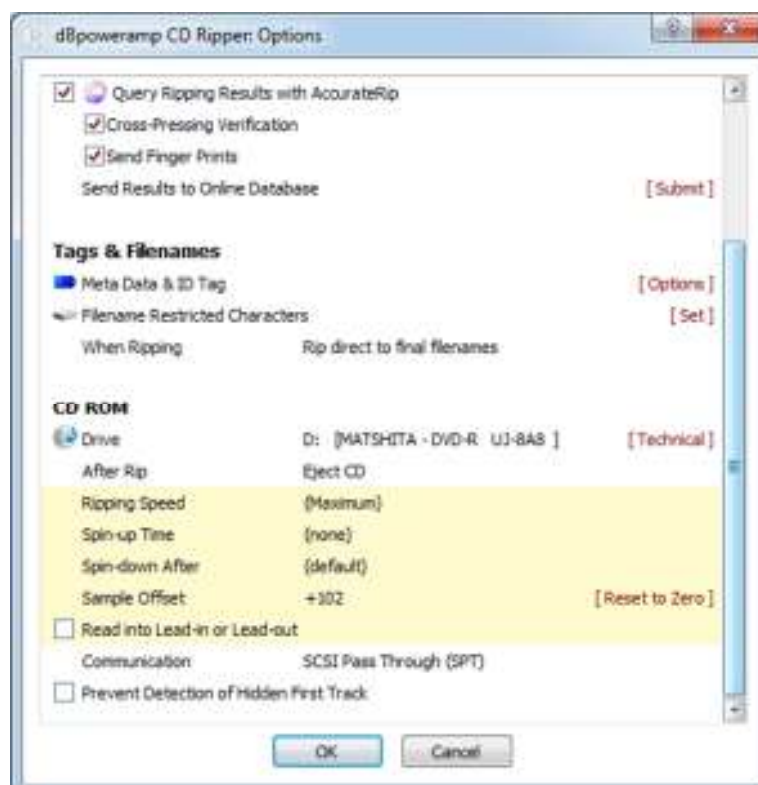 dBpoweramp CD Ripper: Options
Query Ripping Results with AccurateRip
Cross-Pressing Verification
Send Finger Prints
Send Results to Online Database [ Submit ]
Tags & Filenames
Meta Data & ID Tag [ Options ]
Filename Restricted Characters [ Set ]
When Ripping Rip direct to final filenames
CD ROM
Drive D: [MATSHITA - DVD-R UJ-8A8 ] [ Technical ]
After Rip Eject CD
Ripping Speed (Maximum)
Spin-up Time (none)
Spin-down After (default)
Sample Offset +102 [ Reset to Zero ]
Read into Lead-in or Lead-out
Communication SCSI Pass Through (SPT)
Prevent Detection of Hidden First Track
OK Cancel